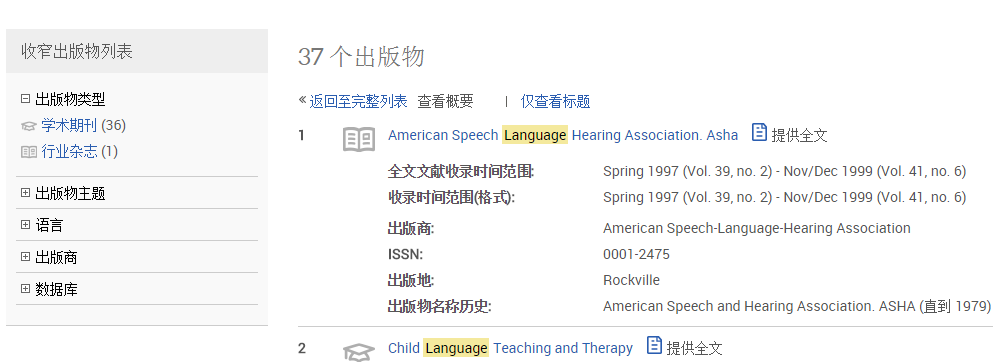 收窄出版物列表
出版物类型
学术期刊 (36)
行业杂志 (1)
出版物主题
语言
出版商
数据库
37 个出版物
« 返回至完整列表 查看概要 | 仅查看标题
1 American Speech Language Hearing Association. Asha 提供全文
全文文献收录时间范围: Spring 1997 (Vol. 39, no. 2) - Nov/Dec 1999 (Vol. 41, no. 6)
收录时间范围(格式): Spring 1997 (Vol. 39, no. 2) - Nov/Dec 1999 (Vol. 41, no. 6)
出版商: American Speech-Language-Hearing Association
ISSN: 0001-2475
出版地: Rockville
出版物名称历史: American Speech and Hearing Association. ASHA (直到 1979)
2 Child Language Teaching and Therapy 提供全文